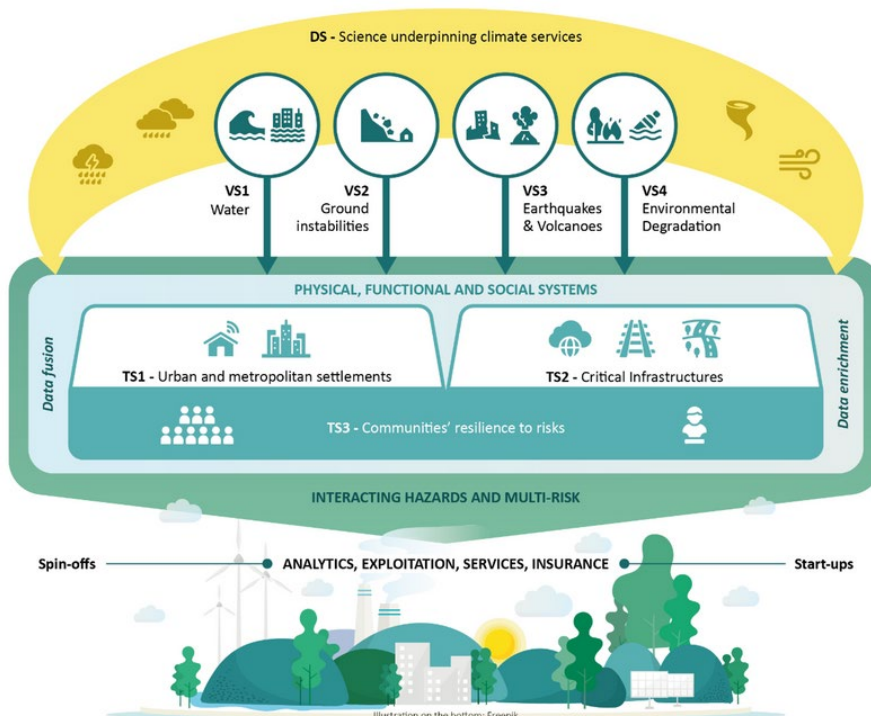 DS - Science underpinning climate services
VS1
Water
VS2
Ground
instabilities
VS3
Earthquakes
& Volcanoes
VS4
Environmental
Degradation
PHYSICAL, FUNCTIONAL AND SOCIAL SYSTEMS
Data fusion
TS1 - Urban and metropolitan settlements
TS2 - Critical Infrastructures
Data enrichment
TS3 - Communities’ resilience to risks
INTERACTING HAZARDS AND MULTI-RISK
Spin-offs
ANALYTICS, EXPLOITATION, SERVICES, INSURANCE
Start-ups
Illustration on the bottom: Freepik